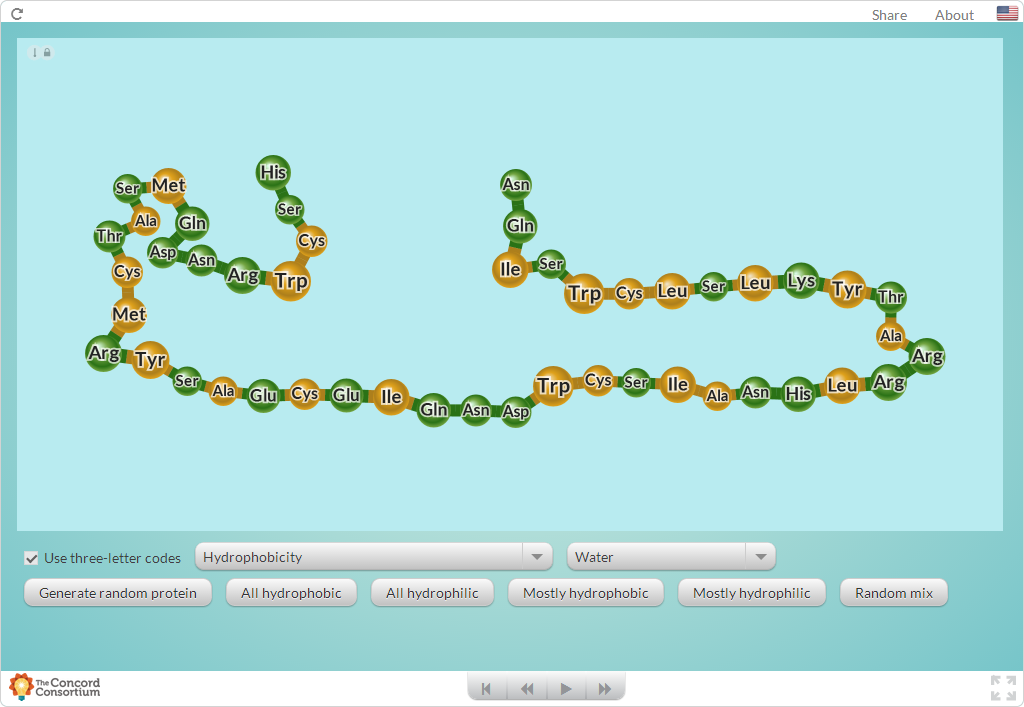 Share About
His
Ser Met
Asn
Ser
Ala Gln
Gln
Thr
Cys
Asp Asn
Ser
Cys
Ile
Arg Trp
Lys
Leu
Ser Leu Tyr
Trp Cys Leu
Thr
Met
Ala
Arg Tyr
Arg
Ser
Trp Cys Ser Ile
Arg
Leu
Ala Glu Cys Glu Ile
Ala Asn His
Gln Asn Asp
Use three-letter codes Hydrophobicity Water
Generate random protein All hydrophobic All hydrophilic Mostly hydrophobic Mostly hydrophilic Random mix
The Concord
Consortium